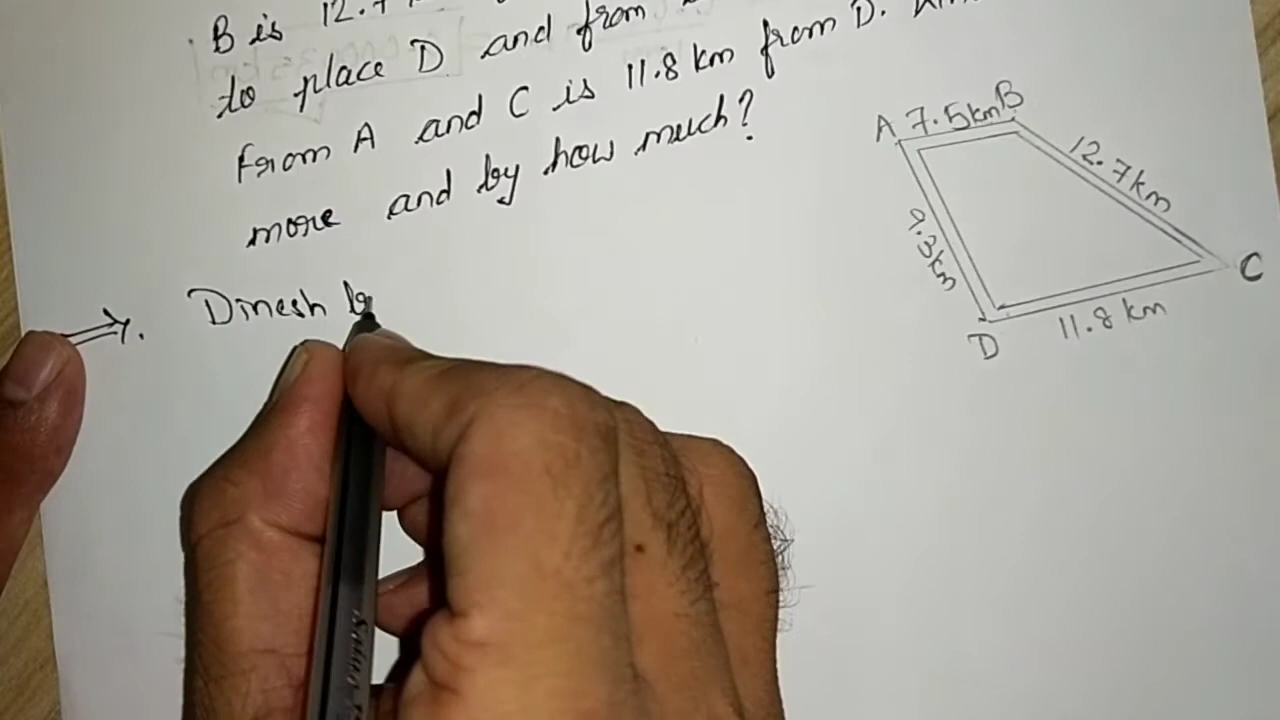 B is 12.7
to place D and from
from A and C is 11.8 km from D.
more and by how much?
A 7.5km B
12.7km
9.3km
C
11.8 km
D
Dinesh